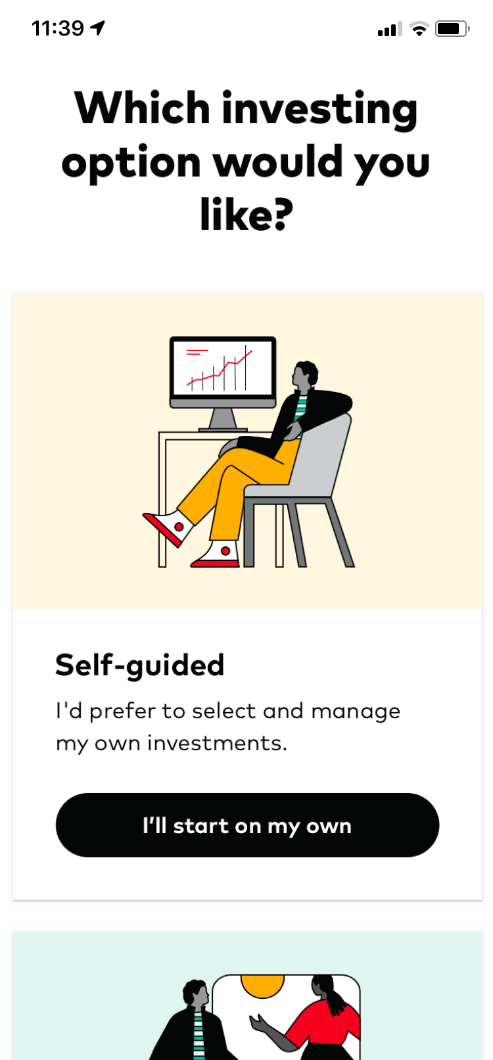 11:39
Which investing
option would you
like?
Self-guided
I'd prefer to select and manage
my own investments.
I’ll start on my own